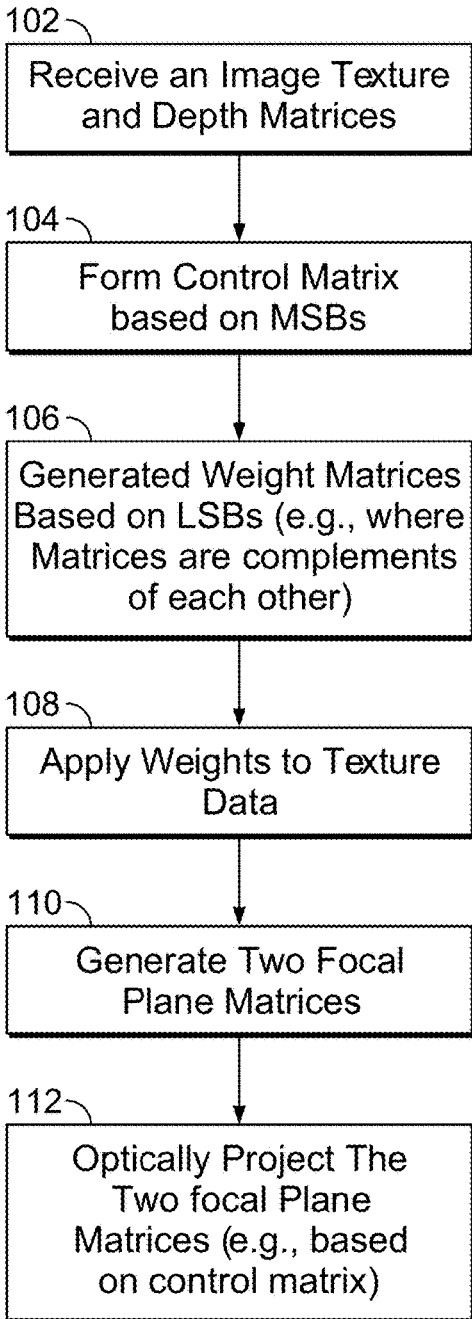 102
Receive an Image Texture
and Depth Matrices
104
Form Control Matrix
based on MSBs
106
Generated Weight Matrices
Based on LSBs (e.g., where
Matrices are complements
of each other)
108
Apply Weights to Texture
Data
110
Generate Two Focal
Plane Matrices
112
Optically Project The
Two focal Plane
Matrices (e.g., based
on control matrix)